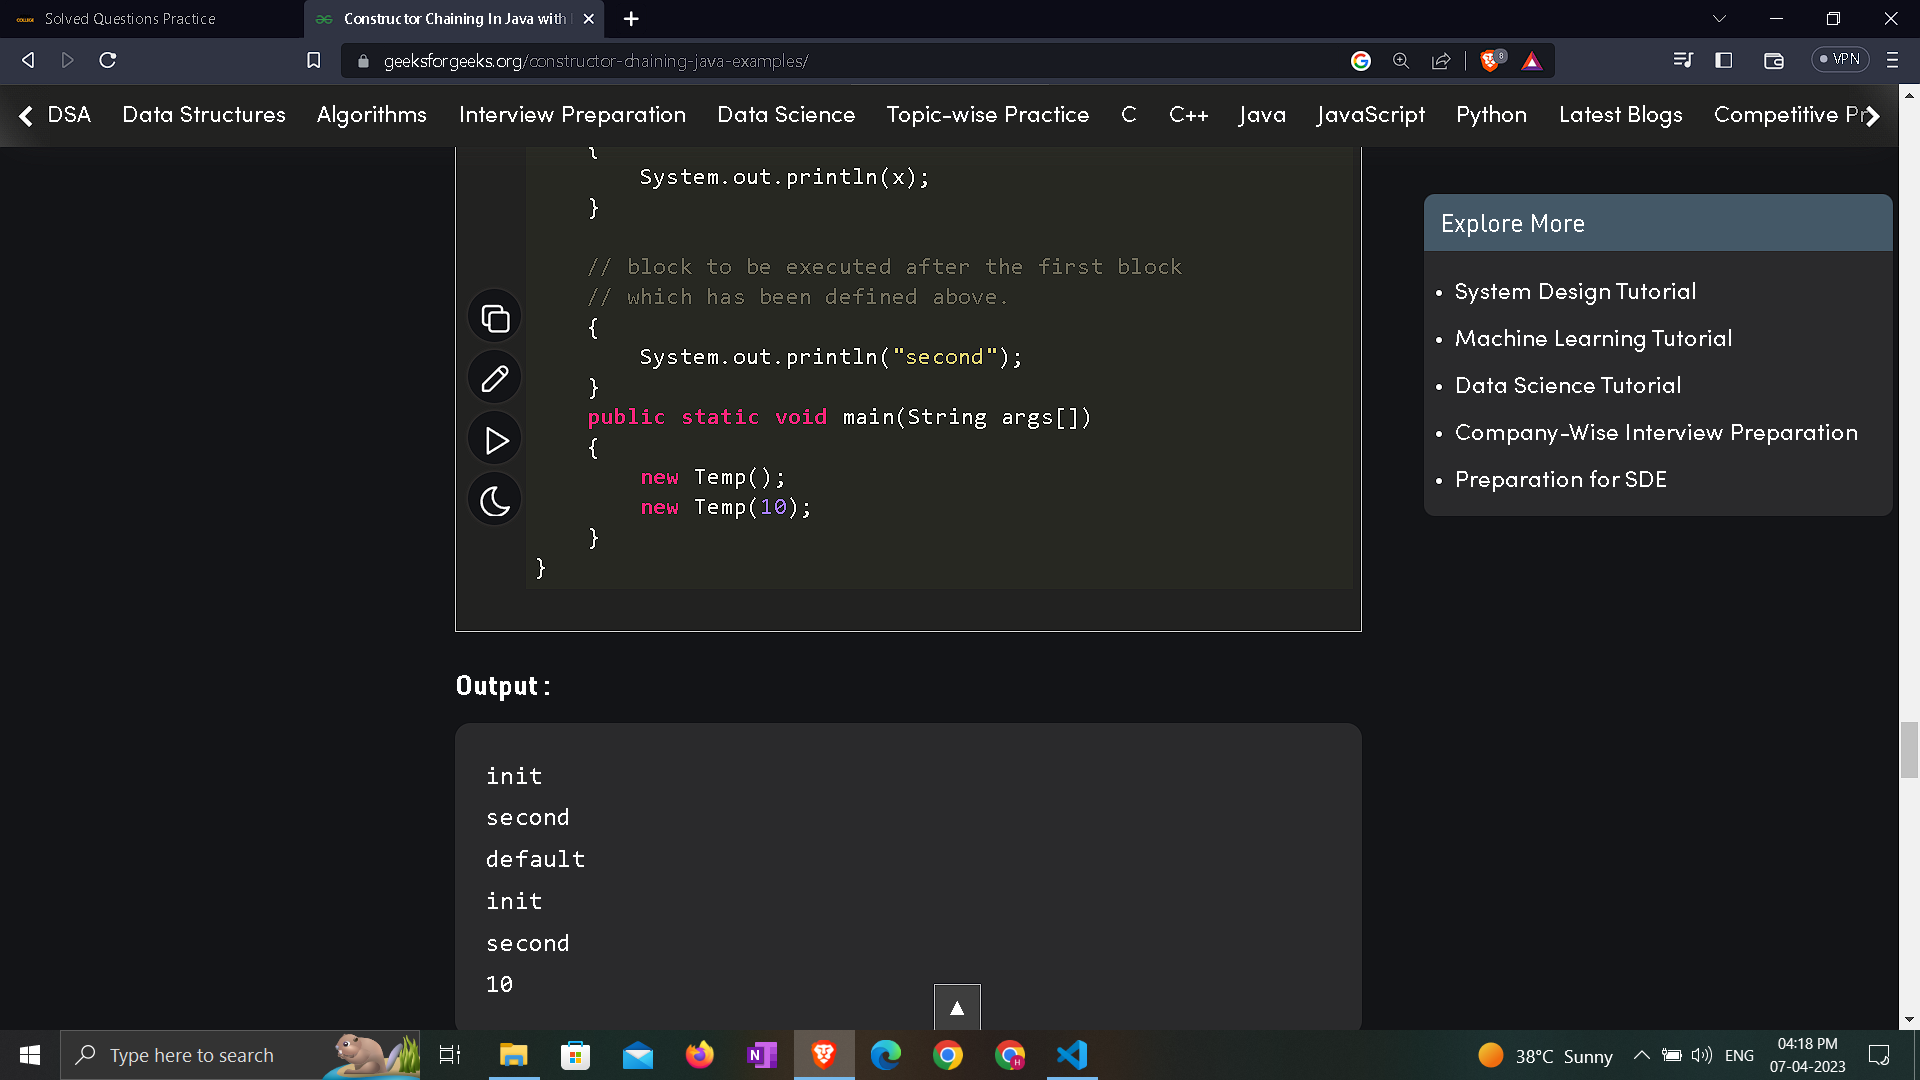 Solved Questions Practice
Constructor Chaining In Java with
geeksforgeeks.org/constructor-chaining-java-examples/
8
VPN
DSA Data Structures Algorithms Interview Preparation Data Science Topic-wise Practice C C++ Java JavaScript Python Latest Blogs Competitive Pr
{
System.out.println(x);
}
// block to be executed after the first block
// which has been defined above.
{
System.out.println("second");
}
public static void main(String args[])
{
new Temp();
new Temp(10);
}
}
Explore More
• System Design Tutorial
• Machine Learning Tutorial
• Data Science Tutorial
• Company-Wise Interview Preparation
• Preparation for SDE
Output :
init
second
default
init
second
10
Type here to search
38°C Sunny
ENG
04:18 PM
07-04-2023